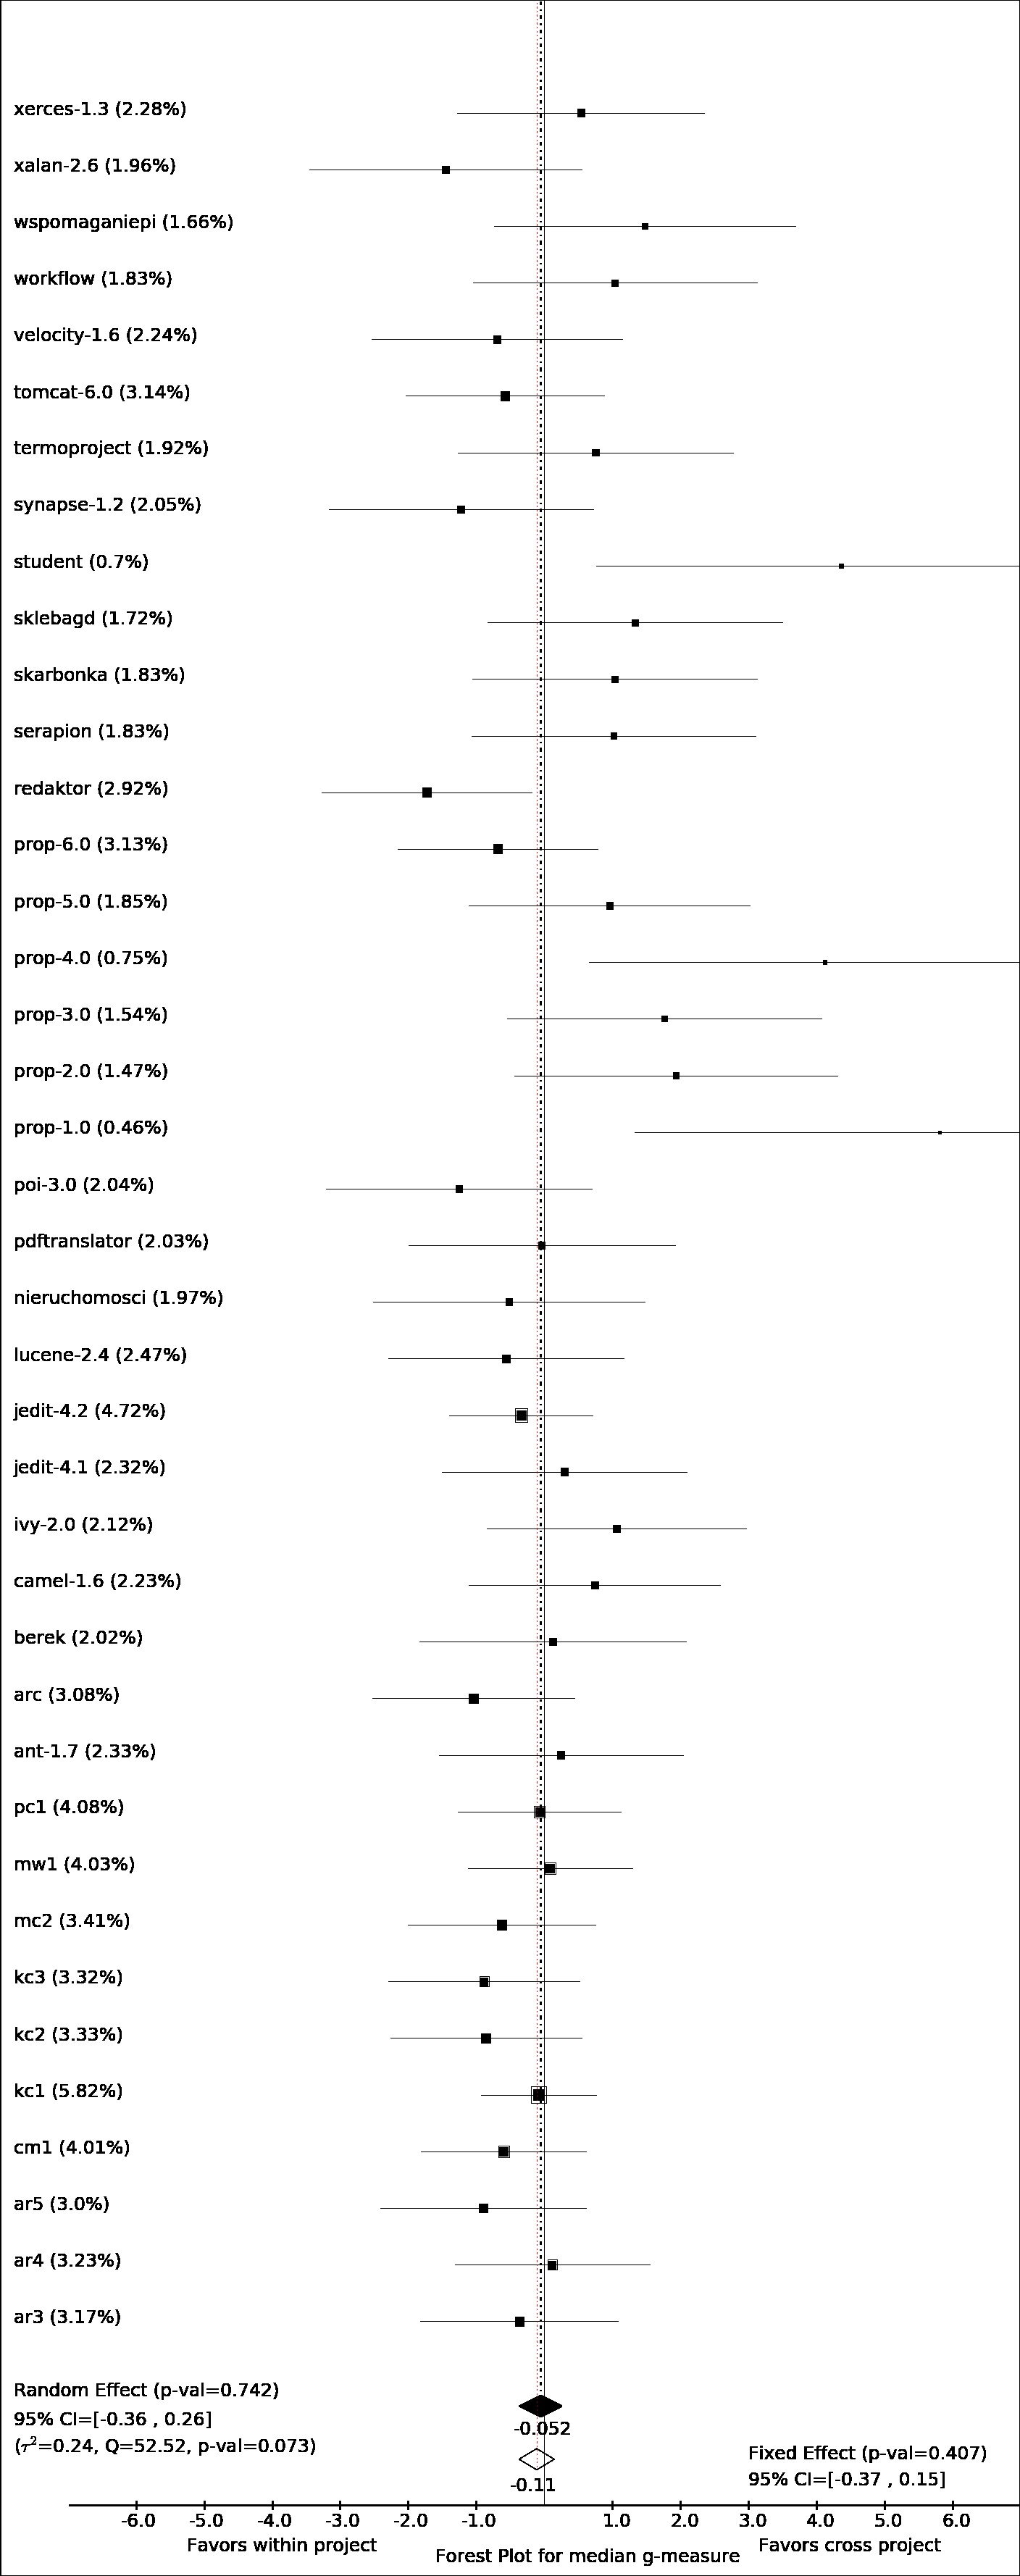 xerces-1.3 (2.28%)
xalan-2.6 (1.96%)
wspomaganiepi (1.66%)
workflow (1.83%)
velocity-1.6 (2.24%)
tomcat-6.0 (3.14%)
termoproject (1.92%)
synapse-1.2 (2.05%)
student (0.7%)
sklebagd (1.72%)
skarbonka (1.83%)
serapion (1.83%)
redaktor (2.92%)
prop-6.0 (3.13%)
prop-5.0 (1.85%)
prop-4.0 (0.75%)
prop-3.0 (1.54%)
prop-2.0 (1.47%)
prop-1.0 (0.46%)
poi-3.0 (2.04%)
pdftranslator (2.03%)
nieruchomosci (1.97%)
lucene-2.4 (2.47%)
jedit-4.2 (4.72%)
jedit-4.1 (2.32%)
ivy-2.0 (2.12%)
camel-1.6 (2.23%)
berek (2.02%)
arc (3.08%)
ant-1.7 (2.33%)
pc1 (4.08%)
mw1 (4.03%)
mc2 (3.41%)
kc3 (3.32%)
kc2 (3.33%)
kc1 (5.82%)
cm1 (4.01%)
ar5 (3.0%)
ar4 (3.23%)
ar3 (3.17%)
Random Effect (p-val=0.742)
95% CI=[-0.36 , 0.26]
(τ²=0.24, Q=52.52, p-val=0.073)
-0.052
-0.11
Fixed Effect (p-val=0.407)
95% CI=[-0.37 , 0.15]
-6.0 -5.0 -4.0 -3.0 -2.0 -1.0 1.0 2.0 3.0 4.0 5.0 6.0
Favors within project
Favors cross project
Forest Plot for median g-measure